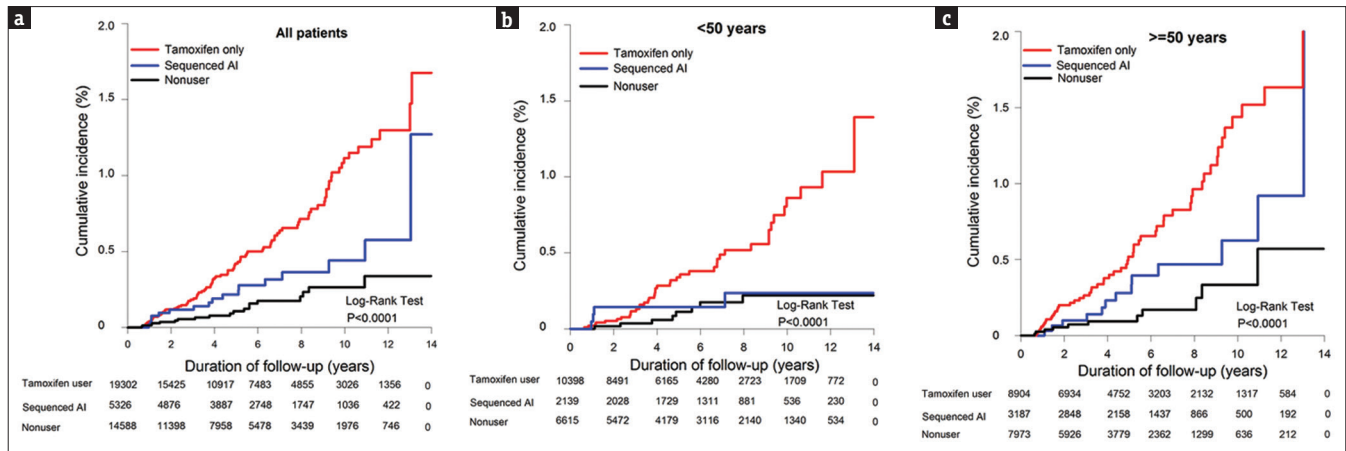 a
All patients
Tamoxifen only
Sequenced AI
Nonuser
Cumulative incidence (%)
2.0
1.5
1.0
0.5
0
Log-Rank Test
P<0.0001
0 2 4 6 8 10 12 14
Duration of follow-up (years)
Tamoxifen user 19302 15425 10917 7483 4855 3026 1356 0
Sequenced AI 5326 4876 3887 2748 1747 1036 422 0
Nonuser 14588 11398 7958 5478 3439 1976 746 0
b
<50 years
Tamoxifen only
Sequenced AI
Nonuser
Cumulative incidence (%)
2.0
1.5
1.0
0.5
0
Log-Rank Test
P<0.0001
0 2 4 6 8 10 12 14
Duration of follow-up (years)
Tamoxifen user 10398 8491 6165 4280 2723 1709 772 0
Sequenced AI 2139 2028 1729 1311 881 536 230 0
Nonuser 6615 5472 4179 3116 2140 1340 534 0
c
>=50 years
Tamoxifen only
Sequenced AI
Nonuser
Cumulative incidence (%)
2.0
1.5
1.0
0.5
0
Log-Rank Test
P<0.0001
0 2 4 6 8 10 12 14
Duration of follow-up (years)
Tamoxifen user 8904 6934 4752 3203 2132 1317 584 0
Sequenced AI 3187 2848 2158 1437 866 500 192 0
Nonuser 7973 5926 3779 2362 1299 636 212 0